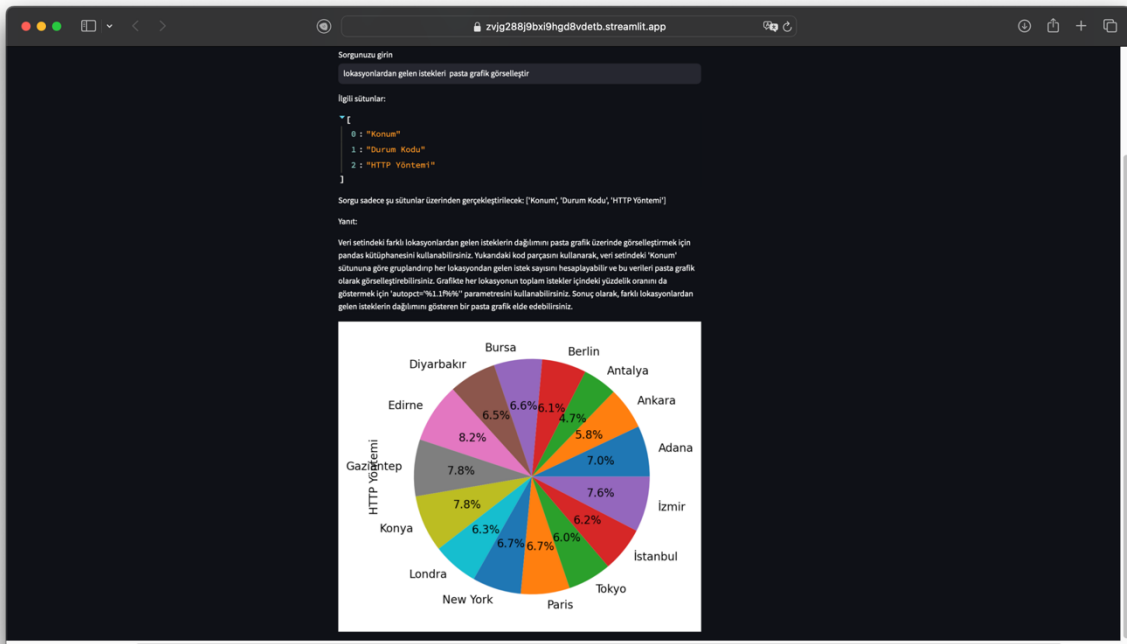 zvjg288j9bxi9hgd8vdetb.streamlit.app
Sorgunuzu girin
lokasyonlardan gelen istekleri pasta grafik görselleştir
İlgili sütunlar:
[
0 : "Konum"
1 : "Durum Kodu"
2 : "HTTP Yöntemi"
]
Sorgu sadece şu sütunlar üzerinden gerçekleştirilecek: ['Konum', 'Durum Kodu', 'HTTP Yöntemi']
Yanıt:
Veri setindeki farklı lokasyonlardan gelen isteklerin dağılımını pasta grafik üzerinde görselleştirmek için
pandas kütüphanesini kullanabilirsiniz. Yukarıdaki kod parçasını kullanarak, veri setindeki 'Konum'
sütununa göre gruplandırıp her lokasyondan gelen istek sayısını hesaplayabilir ve bu verileri pasta grafik
olarak görselleştirebilirsiniz. Grafikte her lokasyonun toplam istekler içindeki yüzdelik oranını da
göstermek için 'autopct='%1.1f%%'' parametresini kullanabilirsiniz. Sonuç olarak, farklı lokasyonlardan
gelen isteklerin dağılımını gösteren bir pasta grafik elde edebilirsiniz.
Bursa
Berlin
Diyarbakır
Antalya
Edirne
Ankara
6.6%
6.1%
6.5%
4.7%
5.8%
8.2%
Adana
HTTP Yöntemi
Gaziantep
7.8%
7.0%
7.6%
7.8%
İzmir
6.2%
Konya
6.3%
6.7%
6.7%
6.0%
İstanbul
Londra
Tokyo
New York
Paris